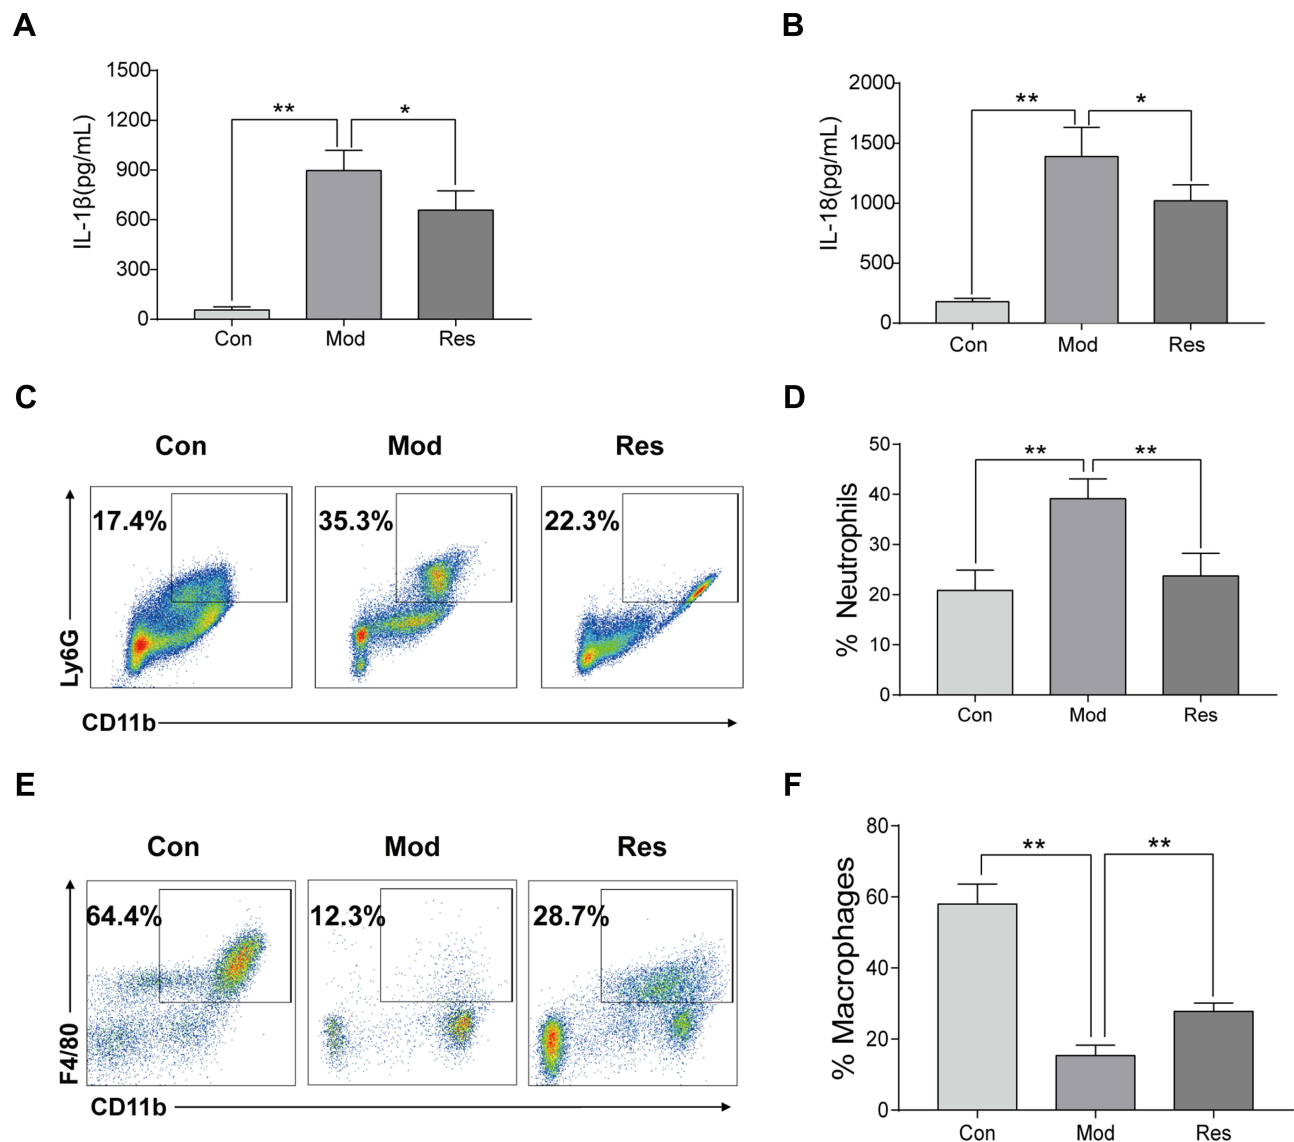 A
IL-1β(pg/mL)
1500
1200
900
600
300
0
**
*
Con Mod Res
B
IL-18(pg/mL)
2000
1500
1000
500
0
**
*
Con Mod Res
C
Con Mod Res
17.4% 35.3% 22.3%
Ly6G
CD11b
D
% Neutrophils
50
40
30
20
10
0
** **
Con Mod Res
E
Con Mod Res
64.4% 12.3% 28.7%
F4/80
CD11b
F
% Macrophages
80
60
40
20
0
** **
Con Mod Res